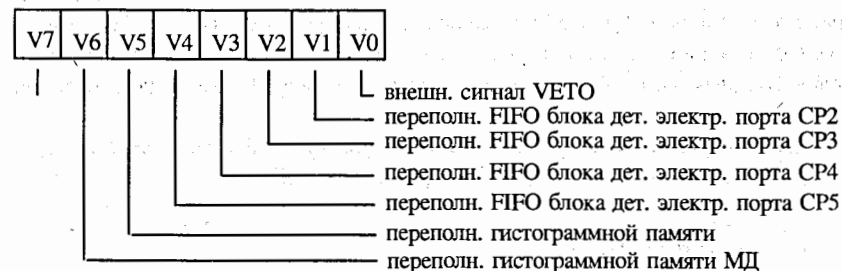 V7 V6 V5 V4 V3 V2 V1 V0
внешн. сигнал VETO
переполн. FIFO блока дет. электр. порта CP2
переполн. FIFO блока дет. электр. порта CP3
переполн. FIFO блока дет. электр. порта CP4
переполн. FIFO блока дет. электр. порта CP5
переполн. гистограммной памяти
переполн. гистограммной памяти МД